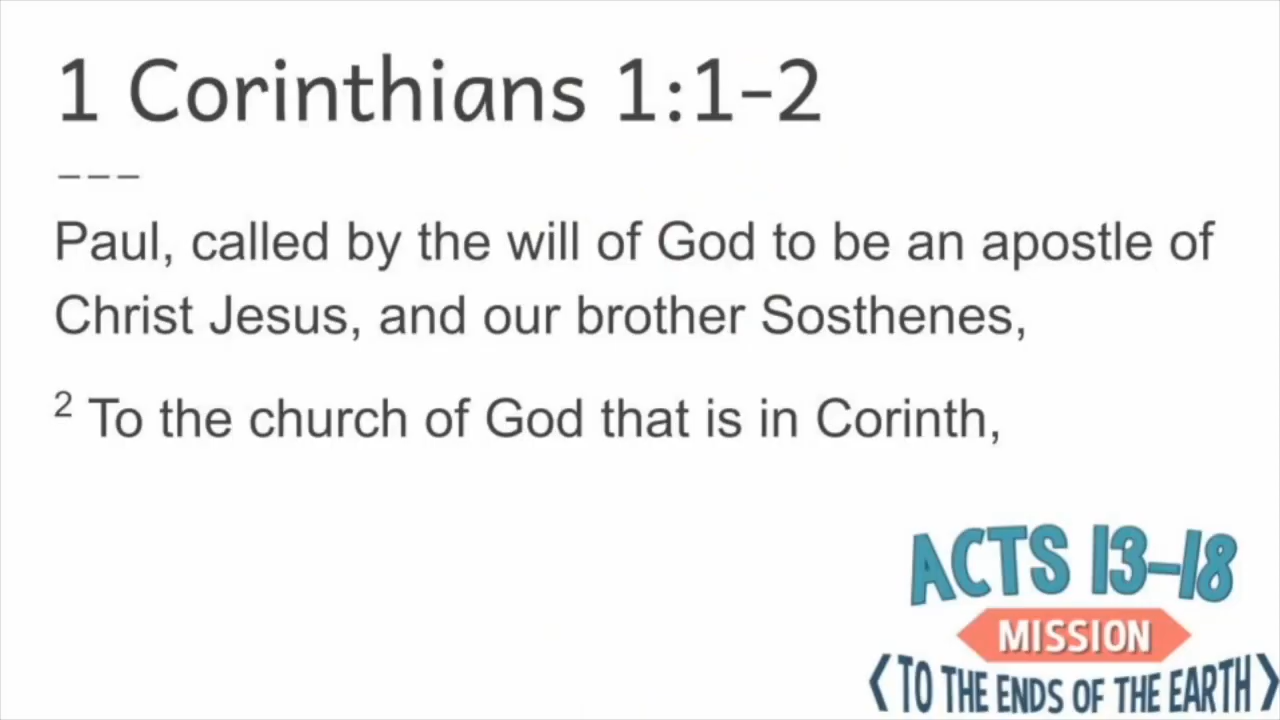 1 Corinthians 1:1-2
---
Paul, called by the will of God to be an apostle of
Christ Jesus, and our brother Sosthenes,
2 To the church of God that is in Corinth,
ACTS 13-18
MISSION
<TO THE ENDS OF THE EARTH>